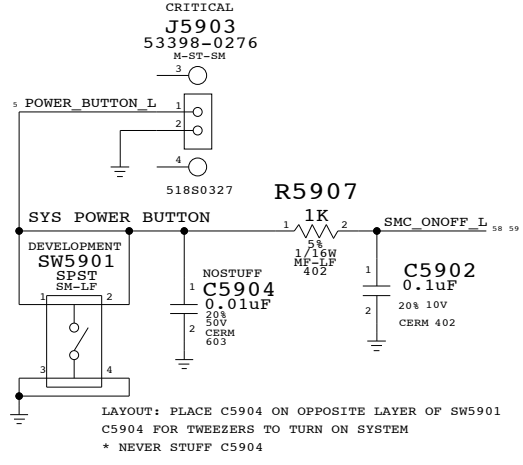 CRITICAL
J5903
53398-0276
M-ST-SM
3
5 POWER_BUTTON_L 1
2
4
518S0327
SYS POWER BUTTON
R5907
1 1K 2
5%
1/16W
MF-LF
402
SMC_ONOFF_L 58 59
DEVELOPMENT
SW5901
SPST
SM-LF
1 2
3 4
NOSTUFF
1 C5904
0.01uF
20%
50V
2 CERM
603
1 C5902
0.1uF
20% 10V
2
CERM 402
LAYOUT: PLACE C5904 ON OPPOSITE LAYER OF SW5901
C5904 FOR TWEEZERS TO TURN ON SYSTEM
* NEVER STUFF C5904